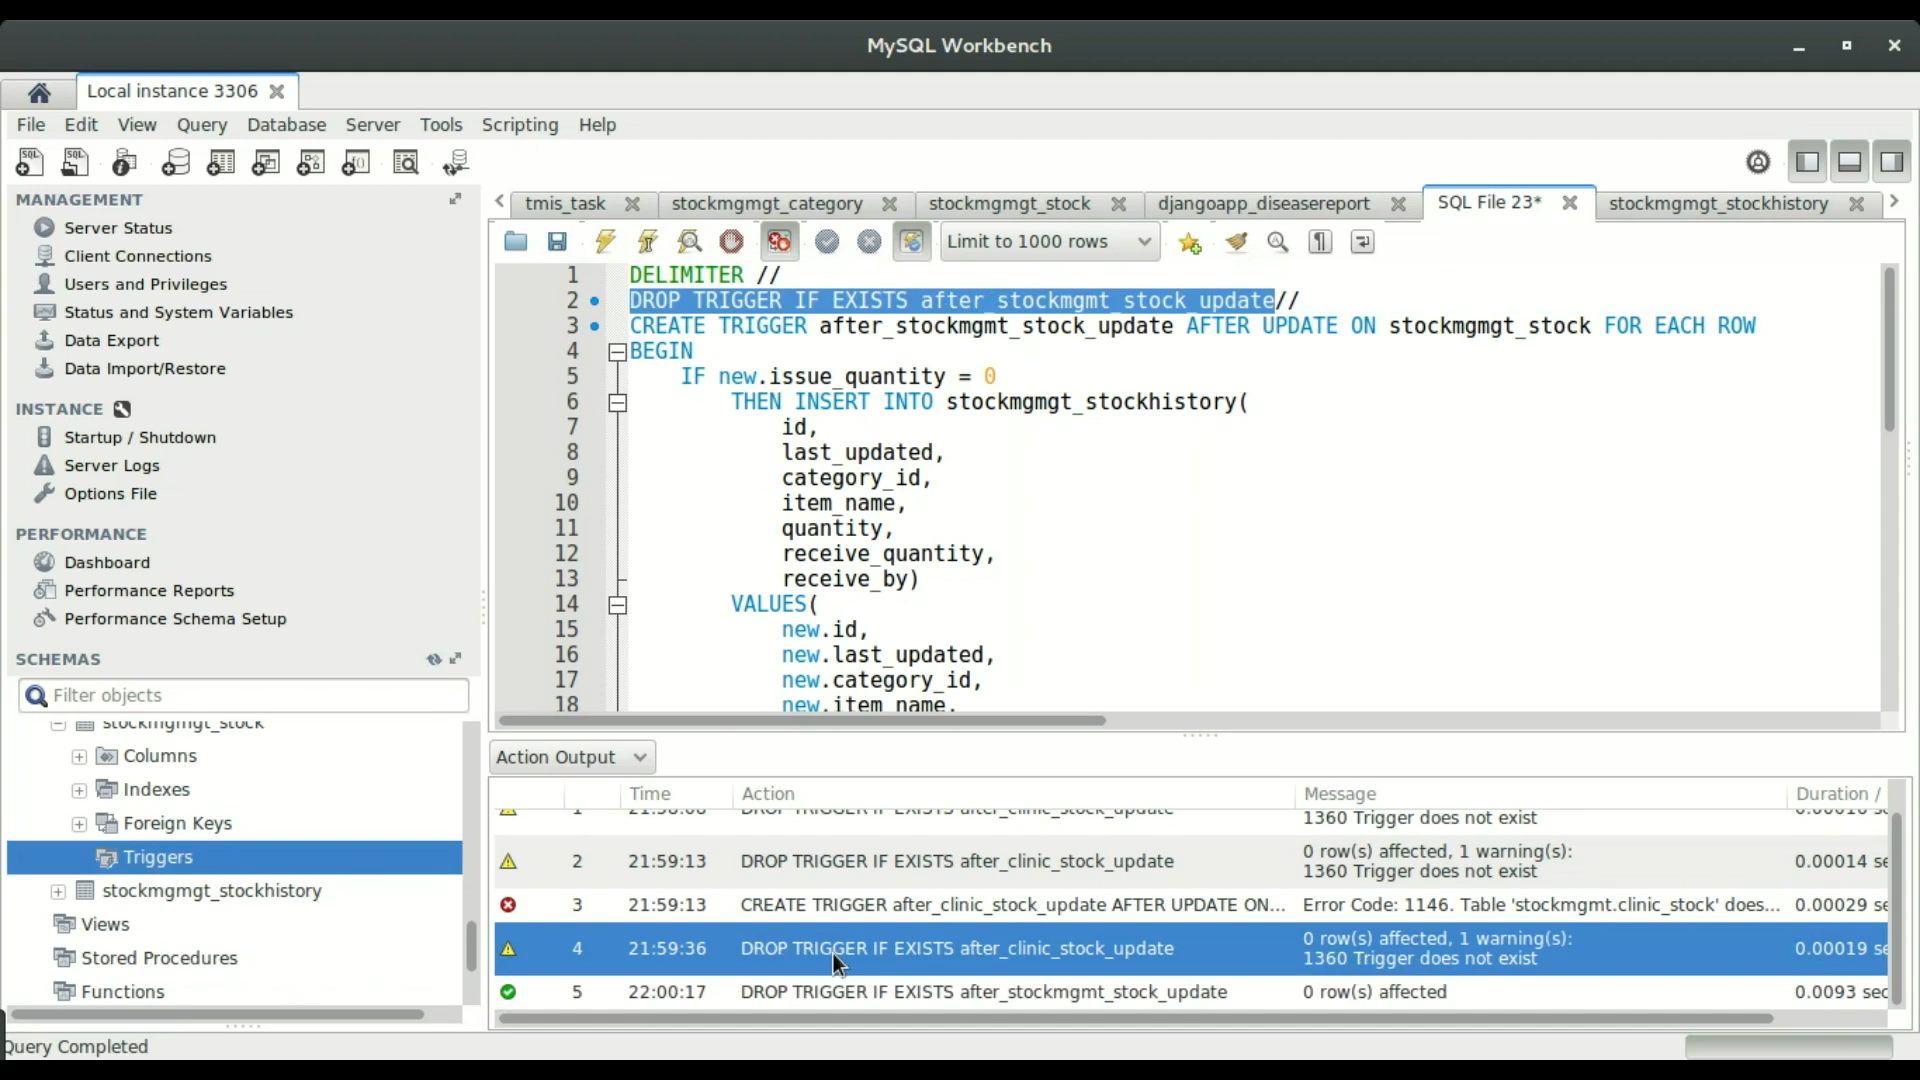 MySQL Workbench
Local instance 3306
File Edit View Query Database Server Tools Scripting Help
MANAGEMENT
Server Status
Client Connections
Users and Privileges
Status and System Variables
Data Export
Data Import/Restore
INSTANCE
Startup / Shutdown
Server Logs
Options File
PERFORMANCE
Dashboard
Performance Reports
Performance Schema Setup
SCHEMAS
Filter objects
stockmgmgt_stock
Columns
Indexes
Foreign Keys
Triggers
stockmgmgt_stockhistory
Views
Stored Procedures
Functions
tmis_task stockmgmgt_category stockmgmgt_stock djangoapp_diseasereport SQL File 23* stockmgmgt_stockhistory
Limit to 1000 rows
1 DELIMITER //
2 DROP TRIGGER IF EXISTS after_stockmgmt_stock_update//
3 CREATE TRIGGER after_stockmgmt_stock_update AFTER UPDATE ON stockmgmgt_stock FOR EACH ROW
4 BEGIN
5 IF new.issue_quantity = 0
6 THEN INSERT INTO stockmgmgt_stockhistory(
7 id,
8 last_updated,
9 category_id,
10 item_name,
11 quantity,
12 receive_quantity,
13 receive_by)
14 VALUES(
15 new.id,
16 new.last_updated,
17 new.category_id,
18 new.item_name,
Action Output
Time Action Message Duration /
1 21:58:08 DROP TRIGGER IF EXISTS after_clinic_stock_update 1360 Trigger does not exist
2 21:59:13 DROP TRIGGER IF EXISTS after_clinic_stock_update 0 row(s) affected, 1 warning(s): 0.00014 se
1360 Trigger does not exist
3 21:59:13 CREATE TRIGGER after_clinic_stock_update AFTER UPDATE ON... Error Code: 1146. Table 'stockmgmt.clinic_stock' does... 0.00029 se
4 21:59:36 DROP TRIGGER IF EXISTS after_clinic_stock_update 0 row(s) affected, 1 warning(s): 0.00019 se
1360 Trigger does not exist
5 22:00:17 DROP TRIGGER IF EXISTS after_stockmgmt_stock_update 0 row(s) affected 0.0093 sec
Query Completed